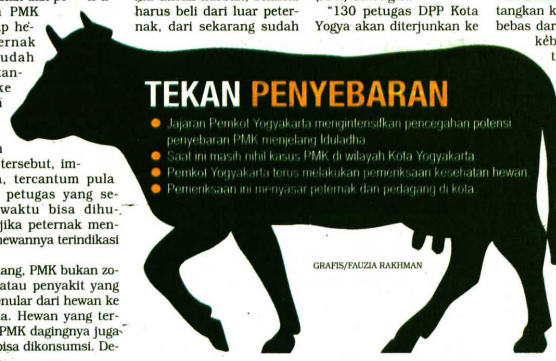 PMK
he-
ernak
udah
kan-
ke
tersebut, im-
a, tercantum pula
petugas yang se-
waktu bisa dihu-
jika peternak men-
hewannya terindikasi
ang, PMK bukan zo-
atau penyakit yang
enular dari hewan ke
a. Hewan yang ter-
PMK dagingnya juga
bisa dikonsumsi. De-
harus beli dari luar peter-
nak, dari sekarang sudah
"130 petugas DPP Kota
Yogya akan diterjunkan ke
tangkan k
bebas dar
keb
TEKAN PENYEBARAN
Jajaran Pemkot Yogyakarta mengintensifkan pencegahan potensi
penyebaran PMK menjelang Iduladha.
Saat ini masih nihil kasus PMK di wilayah Kota Yogyakarta.
Pemkot Yogyakarta terus melakukan pemeriksaan kesehatan hewan.
Pemeriksaan ini menyasar peternak dan pedagang di kota.
GRAFIS/FAUZIA RAKHMAN